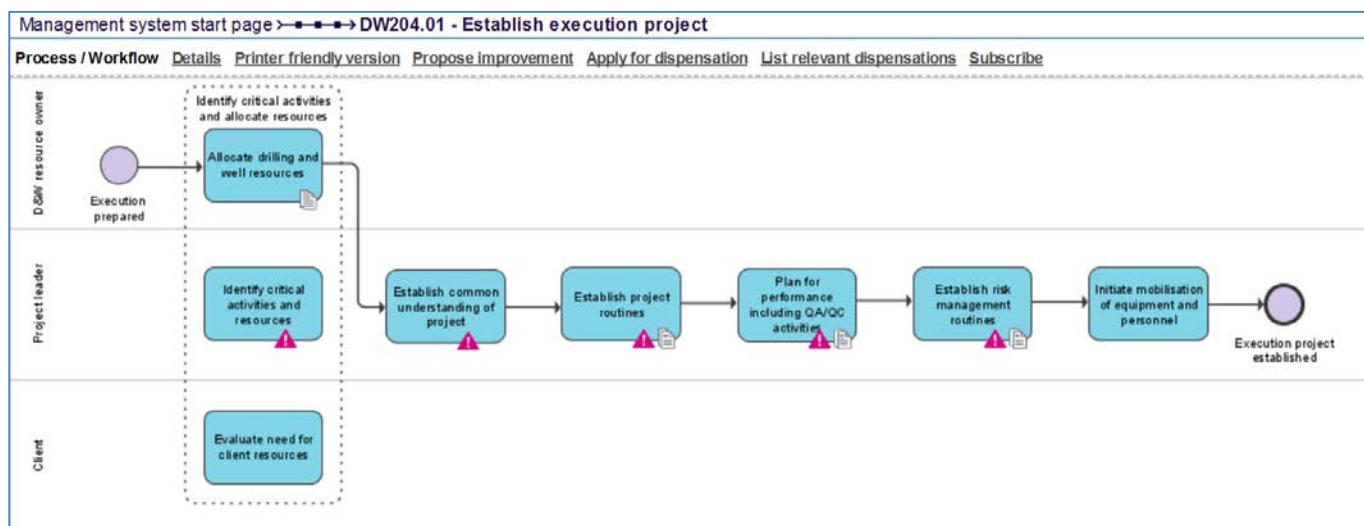 Management system start page DW204.01 - Establish execution project
Process / Workflow Details Printer friendly version Propose improvement Apply for dispensation List relevant dispensations Subscribe
D&W resource owner
Identify critical activities
and allocate resources
Allocate drilling and
well resources
Execution
prepared
Project leader
Identify critical
activities and
resources
Establish common
understanding of
project
Establish project
routines
Plan for
performance
including QA/QC
activities
Establish risk
management
routines
Initiate mobilisation
of equipment and
personnel
Execution project
established
Client
Evaluate need for
client resources